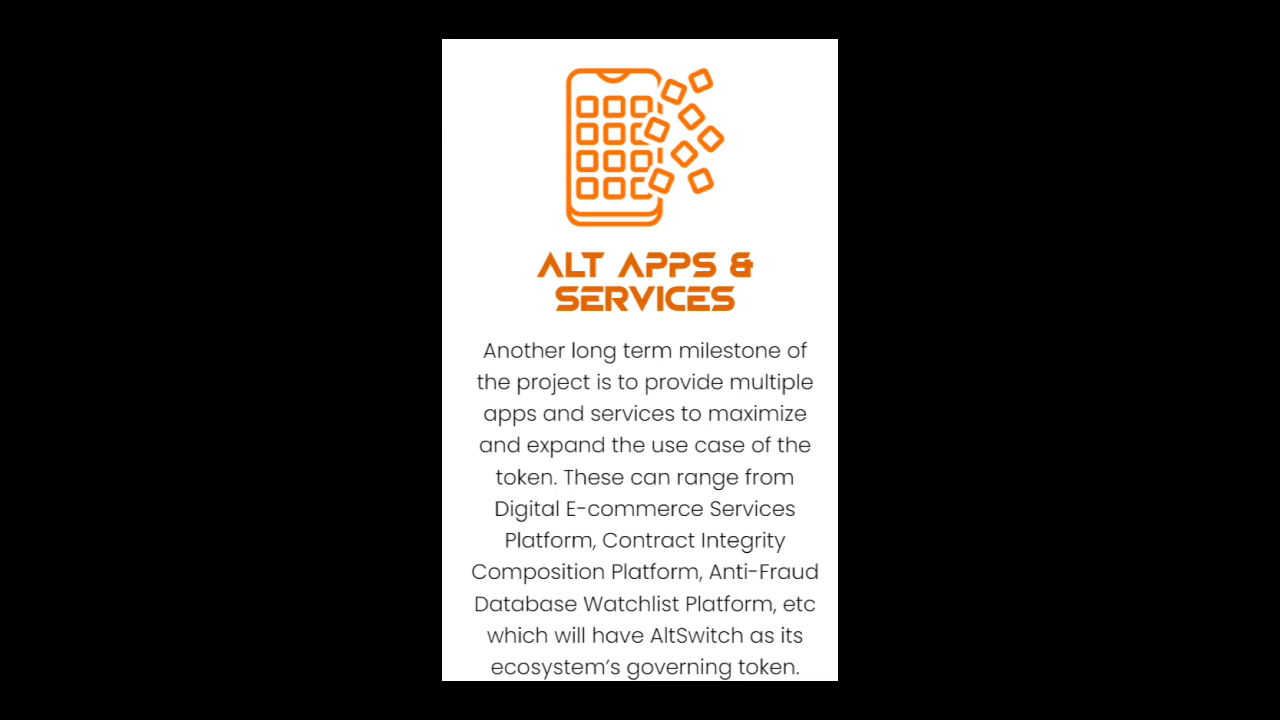 ALT APPS &
SERVICES
Another long term milestone of
the project is to provide multiple
apps and services to maximize
and expand the use case of the
token. These can range from
Digital E-commerce Services
Platform, Contract Integrity
Composition Platform, Anti-Fraud
Database Watchlist Platform, etc
which will have AltSwitch as its
ecosystem’s governing token.